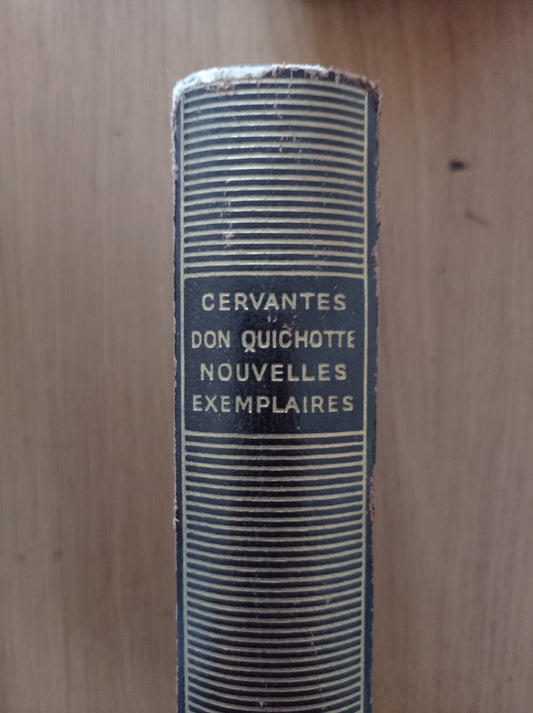 CERVANTES
DON QUICHOTTE
NOUVELLES
EXEMPLAIRES